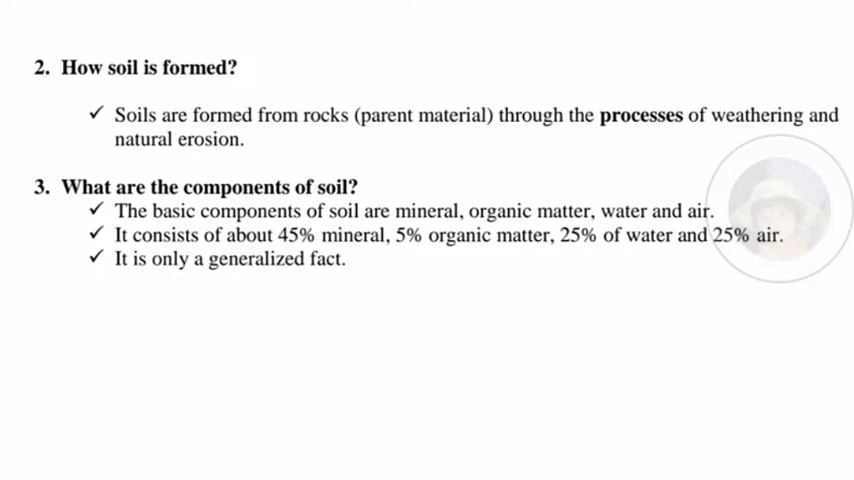 2. How soil is formed?
✓ Soils are formed from rocks (parent material) through the processes of weathering and
natural erosion.
3. What are the components of soil?
✓ The basic components of soil are mineral, organic matter, water and air.
✓ It consists of about 45% mineral, 5% organic matter, 25% of water and 25% air.
✓ It is only a generalized fact.